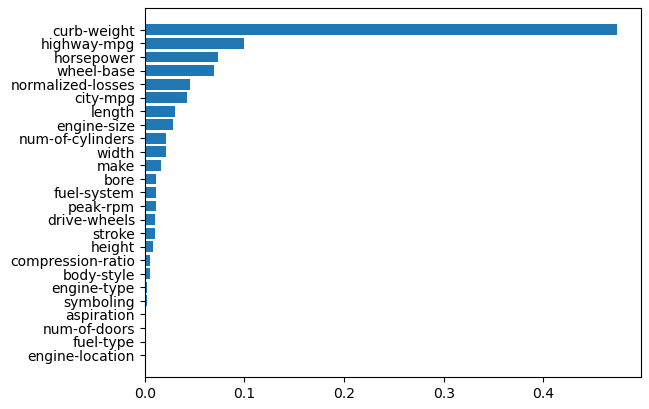 curb-weight
highway-mpg
horsepower
wheel-base
normalized-losses
city-mpg
length
engine-size
num-of-cylinders
width
make
bore
fuel-system
peak-rpm
drive-wheels
stroke
height
compression-ratio
body-style
engine-type
symboling
aspiration
num-of-doors
fuel-type
engine-location
0.0 0.1 0.2 0.3 0.4